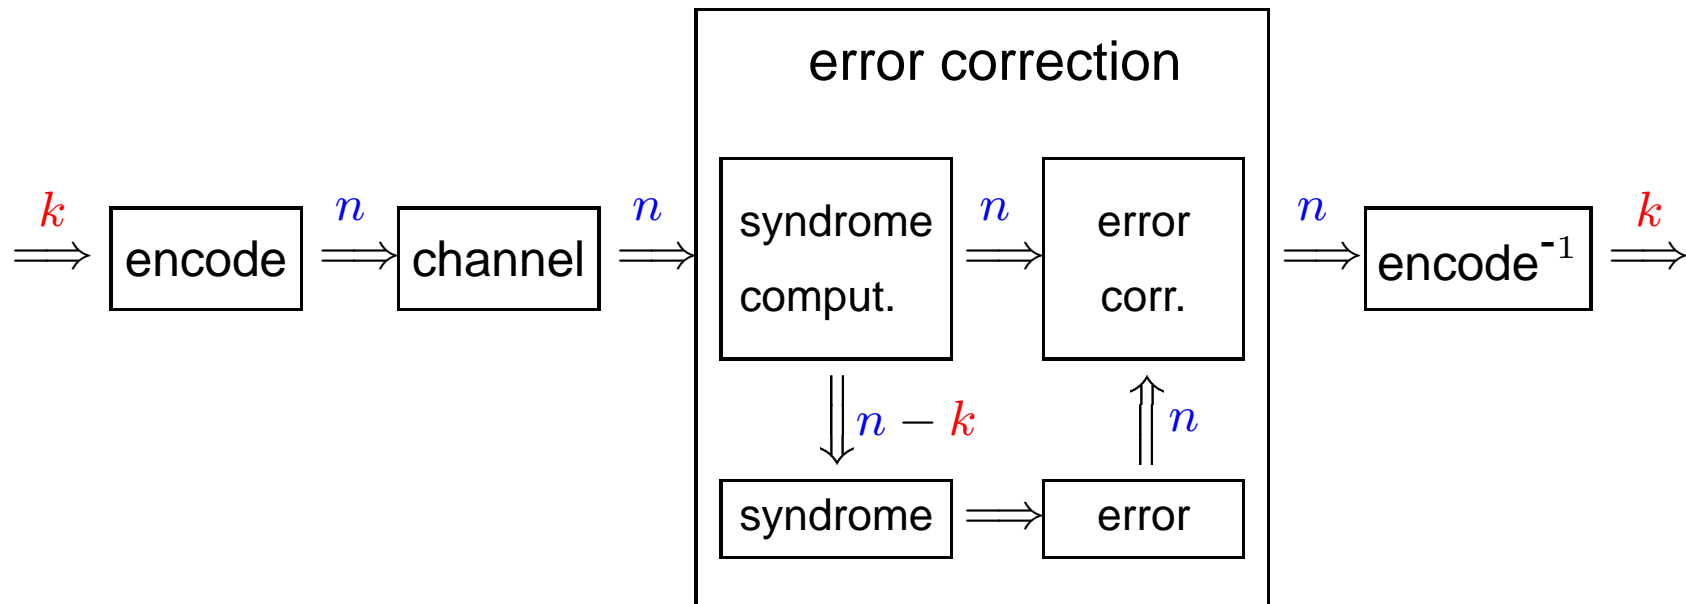 error correction
k
encode
n
channel
n
syndrome
comput.
n
error
corr.
n
encode⁻¹
k
n − k
n
syndrome
error